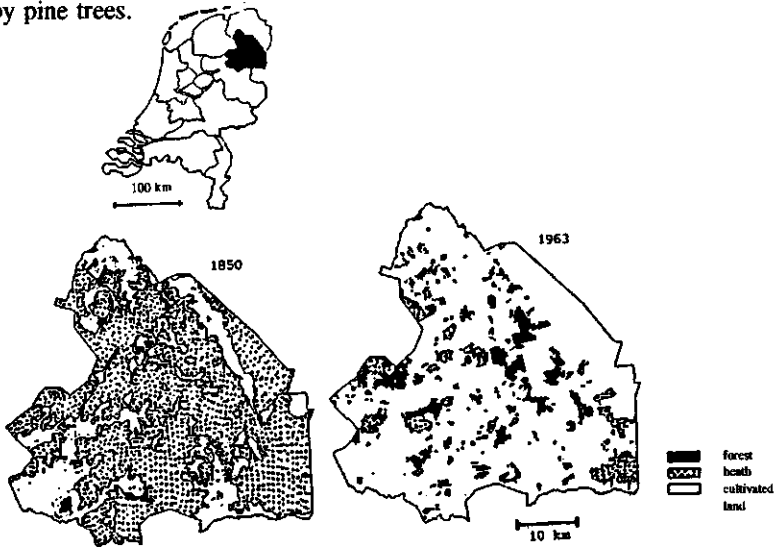 by pine trees.
100 km
1850
1963
forest
heath
cultivated
land
10 km